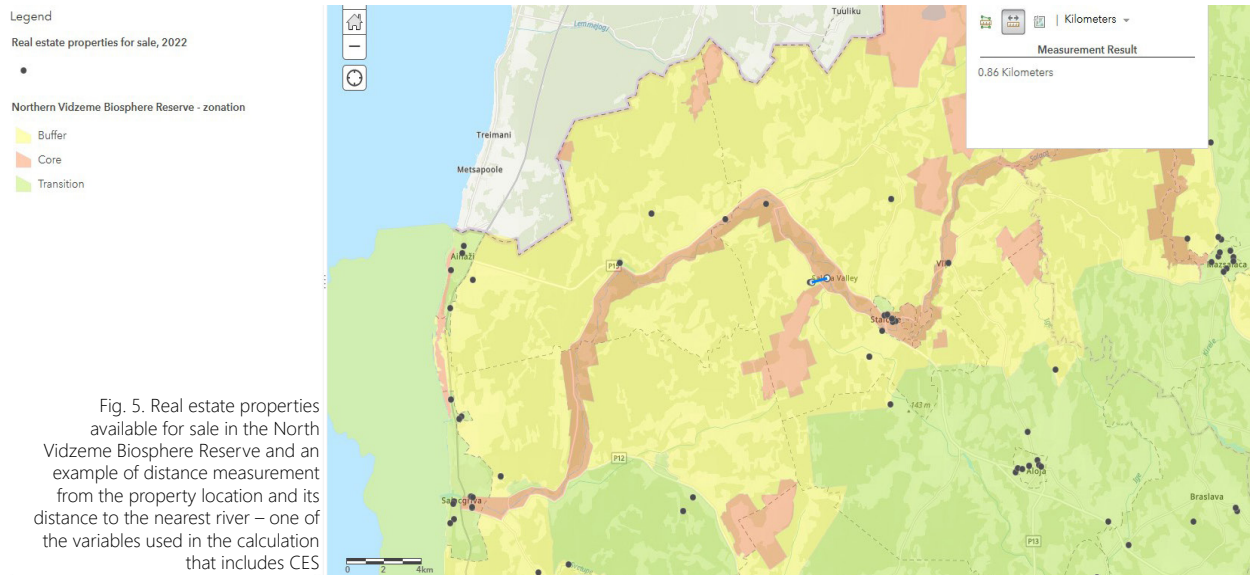 Legend
Real estate properties for sale, 2022
Northern Vidzeme Biosphere Reserve - zonation
Buffer
Core
Transition
Fig. 5. Real estate properties
available for sale in the North
Vidzeme Biosphere Reserve and an
example of distance measurement
from the property location and its
distance to the nearest river – one of
the variables used in the calculation
that includes CES
Kilometers
Measurement Result
0.86 Kilometers
Tuuliku
Lemmejogi
Treimani
Metsapoole
Ainaži
P15
Valley
Mazsalaca
Staicele
143 m
P12
Salacgrīva
Aloja
Braslava
P13
0 2 4km